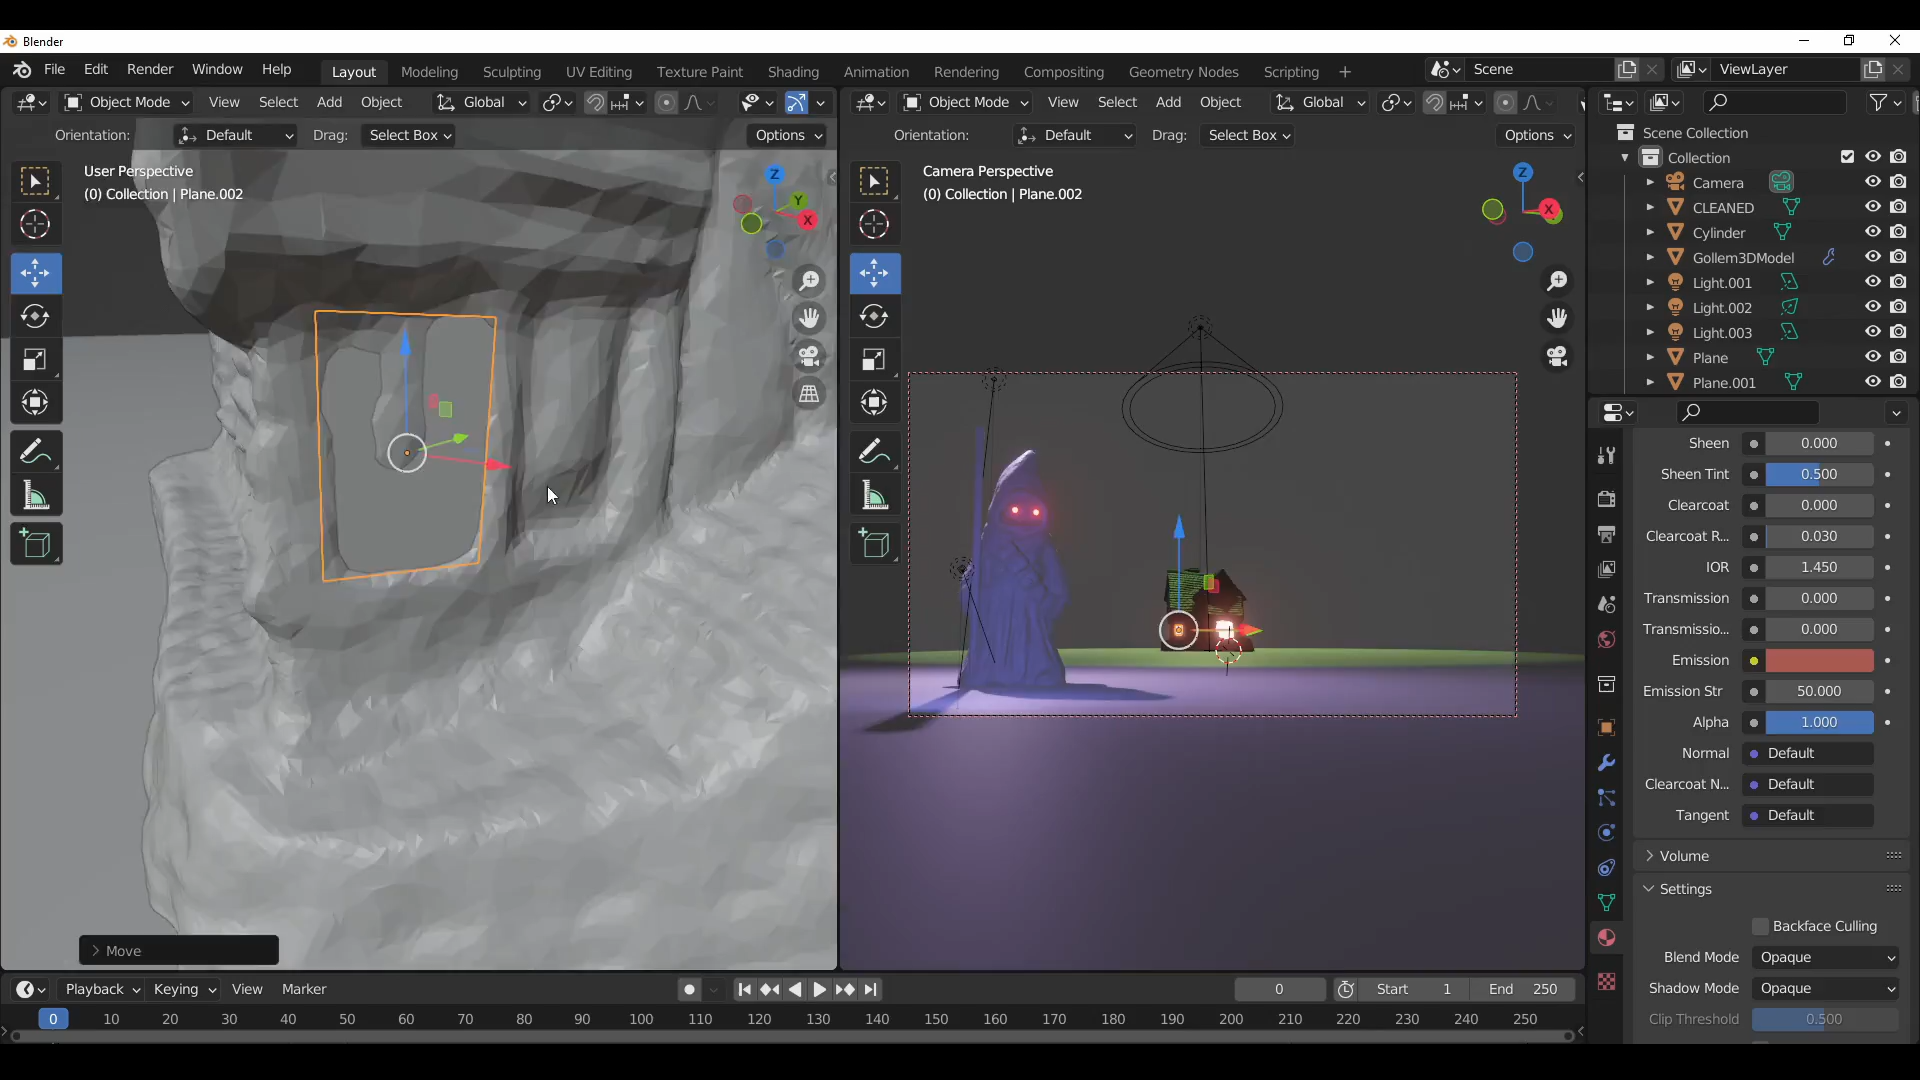 Blender
File Edit Render Window Help Layout Modeling Sculpting UV Editing Texture Paint Shading Animation Rendering Compositing Geometry Nodes Scripting + Scene ViewLayer
Object Mode View Select Add Object Global
Orientation: Default Drag: Select Box Options
User Perspective
(0) Collection | Plane.002
Z
Y
X
Move
Object Mode View Select Add Object Global
Orientation: Default Drag: Select Box Options
Camera Perspective
(0) Collection | Plane.002
Z
X
Scene Collection
Collection
Camera
CLEANED
Cylinder
Gollem3DModel
Light.001
Light.002
Light.003
Plane
Plane.001
Sheen 0.000
Sheen Tint 0.500
Clearcoat 0.000
Clearcoat R... 0.030
IOR 1.450
Transmission 0.000
Transmissio... 0.000
Emission
Emission Str 50.000
Alpha 1.000
Normal Default
Clearcoat N... Default
Tangent Default
Volume
Settings
Backface Culling
Blend Mode Opaque
Shadow Mode Opaque
Clip Threshold 0.500
Playback Keying View Marker 0 Start 1 End 250
0 10 20 30 40 50 60 70 80 90 100 110 120 130 140 150 160 170 180 190 200 210 220 230 240 250